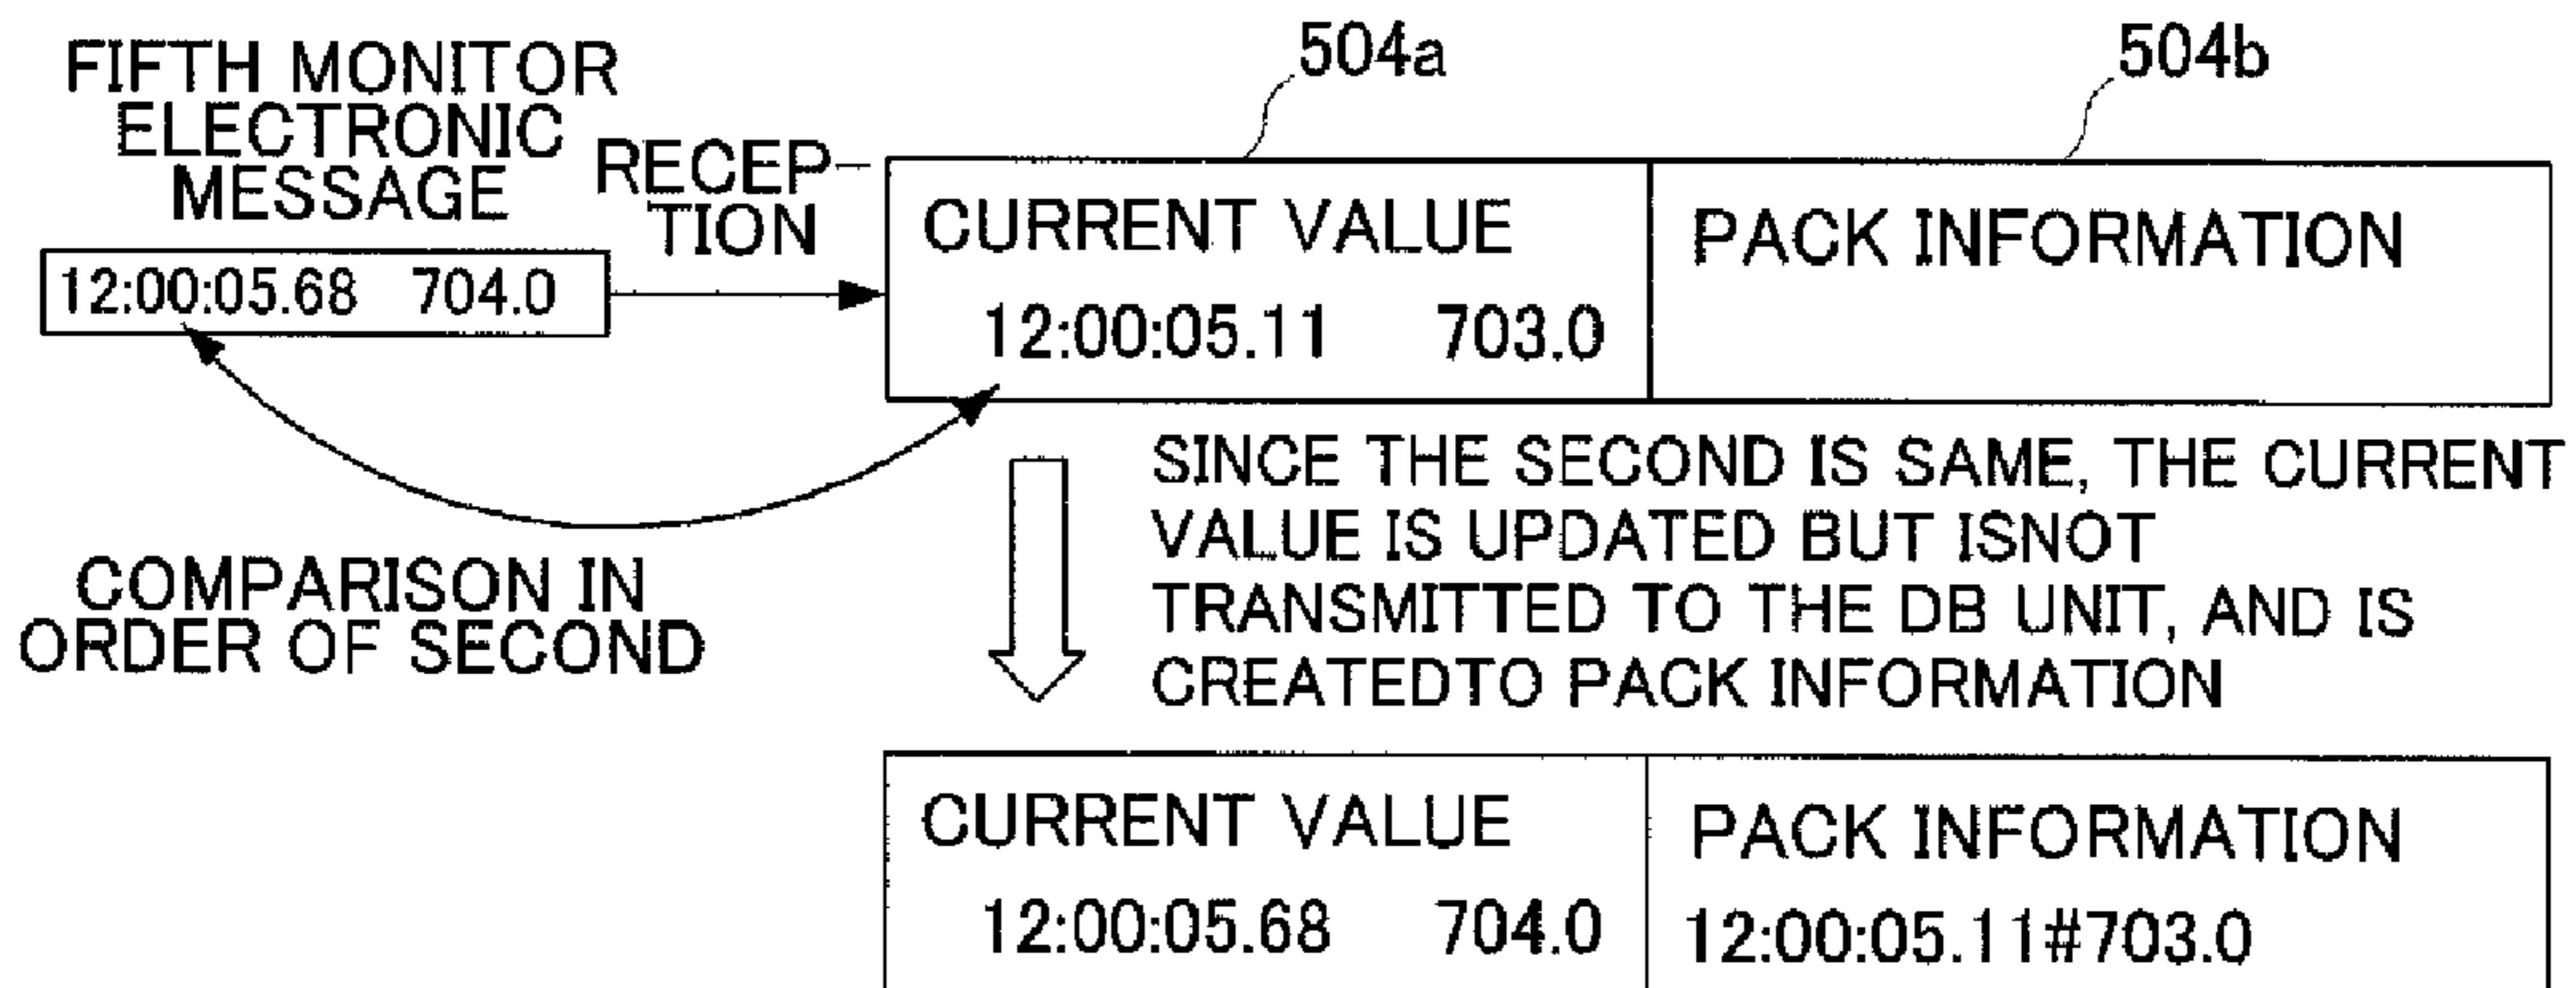 FIFTH MONITOR
ELECTRONIC
MESSAGE
12:00:05.68 704.0
RECEP-
TION
504a
504b
CURRENT VALUE
12:00:05.11 703.0
PACK INFORMATION
COMPARISON IN
ORDER OF SECOND
SINCE THE SECOND IS SAME, THE CURRENT
VALUE IS UPDATED BUT ISNOT
TRANSMITTED TO THE DB UNIT, AND IS
CREATEDTO PACK INFORMATION
CURRENT VALUE
12:00:05.68 704.0
PACK INFORMATION
12:00:05.11#703.0